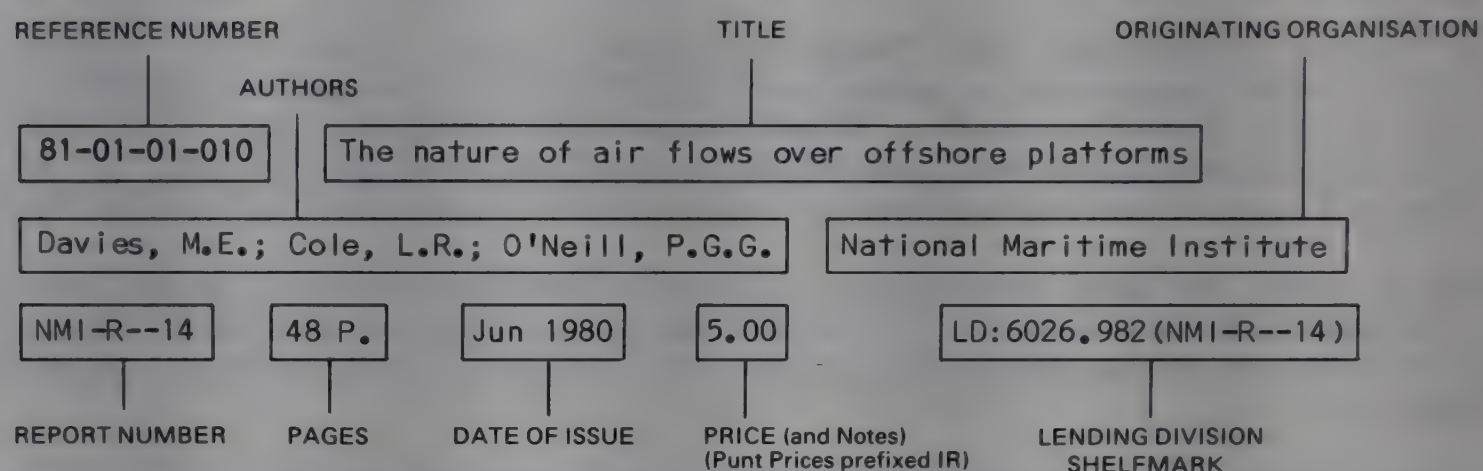 REFERENCE NUMBER TITLE ORIGINATING ORGANISATION
AUTHORS
81-01-01-010 The nature of air flows over offshore platforms
Davies, M.E.; Cole, L.R.; O'Neill, P.G.G. National Maritime Institute
NMI-R--14 48 P. Jun 1980 5.00 LD:6026.982(NMI-R--14)
REPORT NUMBER PAGES DATE OF ISSUE PRICE (and Notes) LENDING DIVISION
(Punt Prices prefixed IR) SHELFMARK